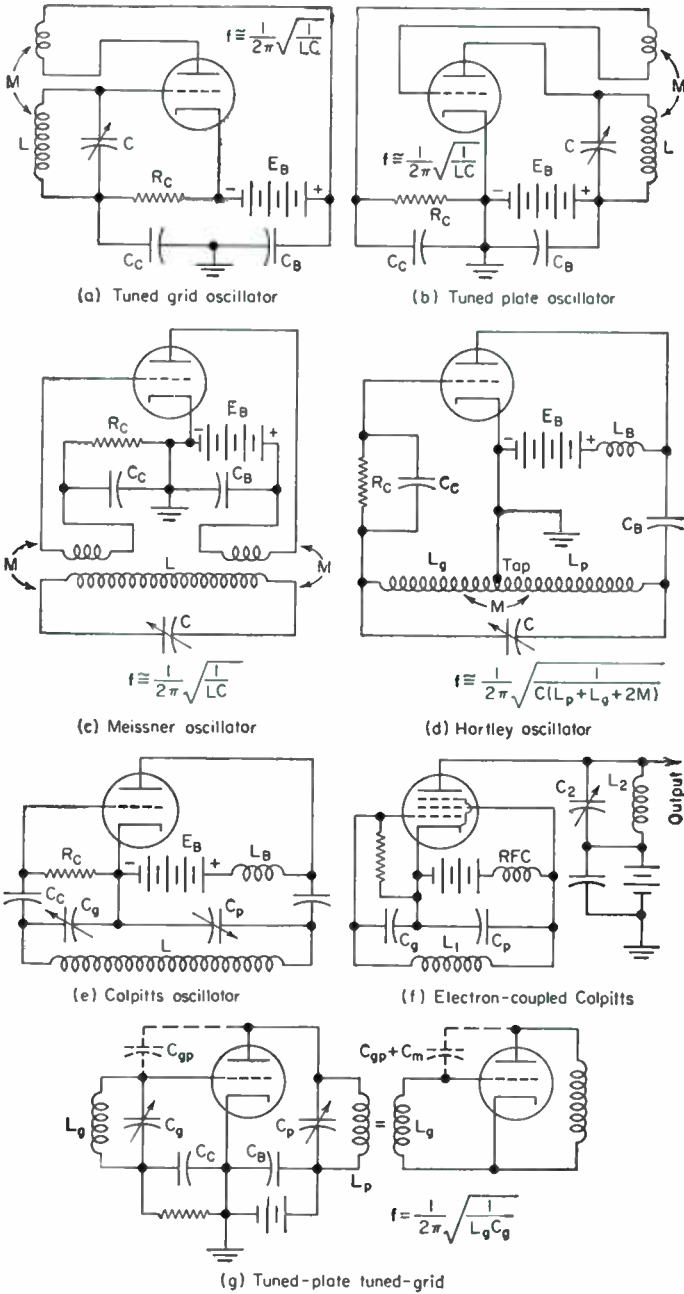 f ≅ 1/2π √1/LC
M
L
C
R_C
E_B
- +
C_C
C_B
(a) Tuned grid oscillator
M
f ≅ 1/2π √1/LC
C
L
E_B
- +
R_C
C_C
C_B
(b) Tuned plate oscillator
E_B
R_C
- +
C_C
C_B
M
L
M
C
f ≅ 1/2π √1/LC
(c) Meissner oscillator
E_B
L_B
- +
R_C
C_C
C_B
L_g
Tap
L_p
M
C
f ≅ 1/2π √1/C(L_p+L_g+2M)
(d) Hortley oscillator
E_B
R_C
- +
L_B
C_C
C_g
C_p
L
(e) Colpitts oscillator
C_2
L_2
Output
RFC
C_g
L_1
C_p
(f) Electron-coupled Colpitts
C_gp
L_g
C_g
C_C
C_B
C_p
L_p
=
C_gp + C_m
L_g
f = 1/2π √1/L_gC_g
(g) Tuned-plate tuned-grid